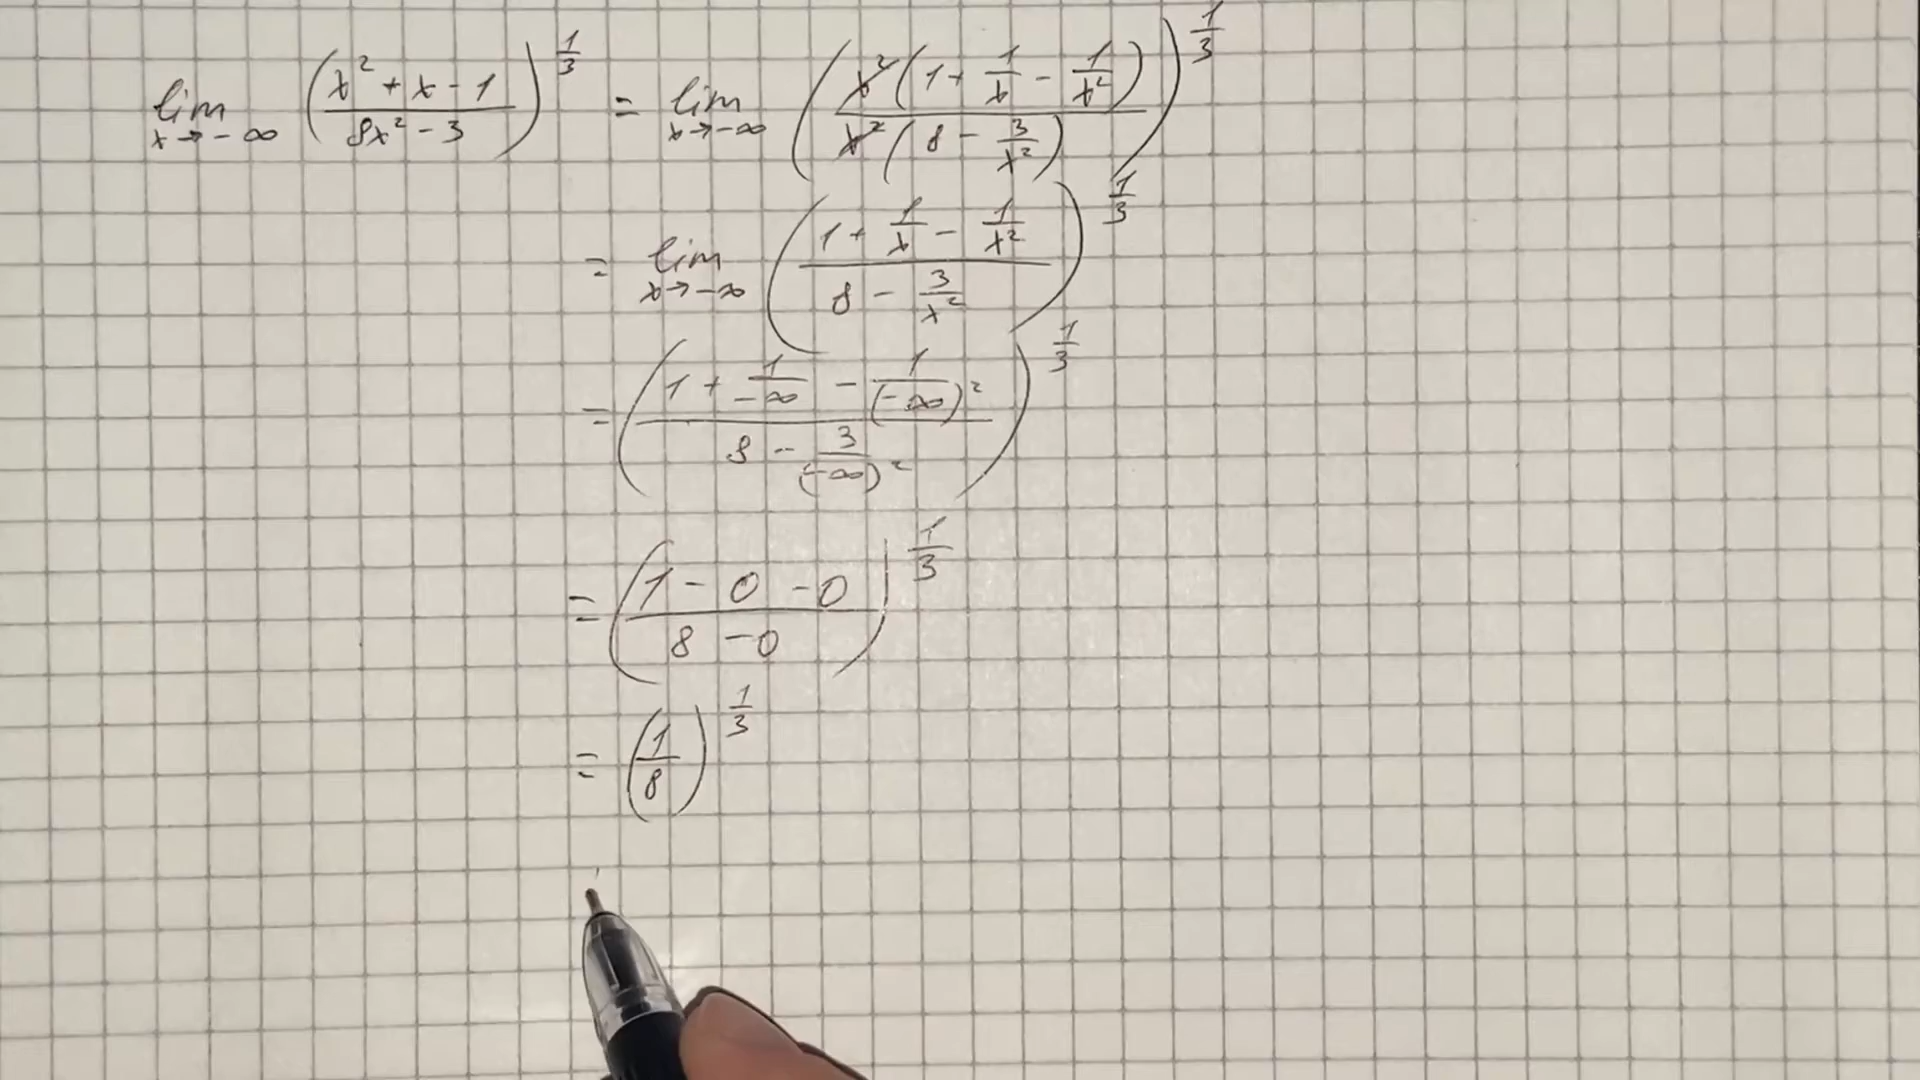 lim x→-∞ ((x² + x - 1)/(8x² - 3))^(1/3) = lim x→-∞ ((x²(1 + 1/x - 1/x²))/(x²(8 - 3/x²)))^(1/3)
= lim x→-∞ ((1 + 1/x - 1/x²)/(8 - 3/x²))^(1/3)
= ((1 + 1/(-∞) - 1/(-∞)²)/(8 - 3/(-∞)²))^(1/3)
= ((1 - 0 - 0)/(8 - 0))^(1/3)
= (1/8)^(1/3)